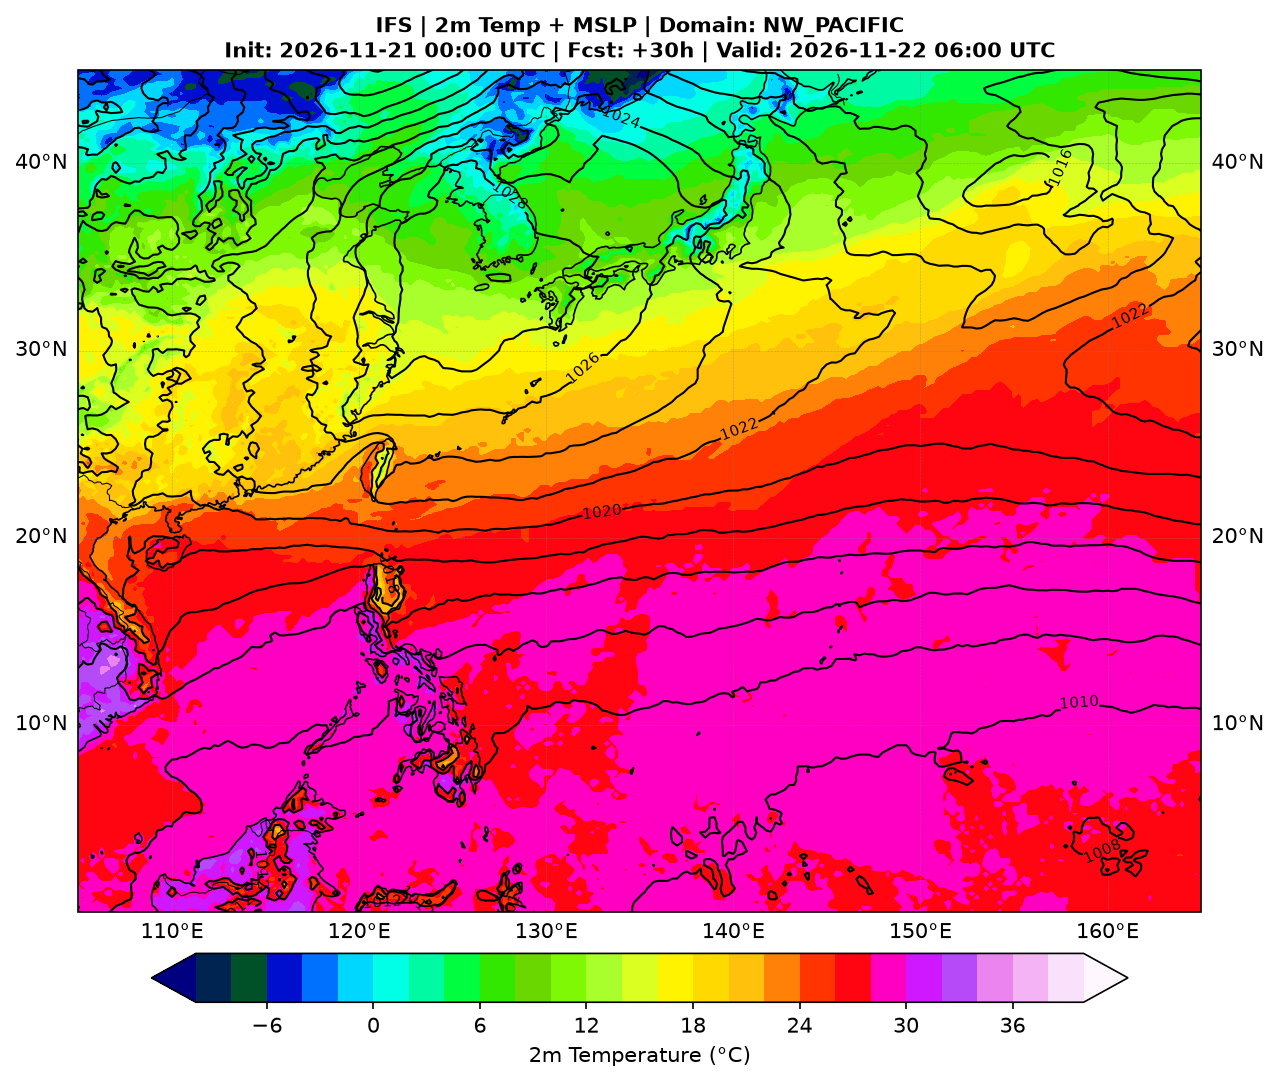 IFS | 2m Temp + MSLP | Domain: NW_PACIFIC
Init: 2026-11-21 00:00 UTC | Fcst: +30h | Valid: 2026-11-22 06:00 UTC
1024
40°N
40°N
1016
1028
1022
30°N
30°N
1026
1022
1020
20°N
20°N
1010
10°N
10°N
1008
110°E
120°E
130°E
140°E
150°E
160°E
−6
0
6
12
18
24
30
36
2m Temperature (°C)